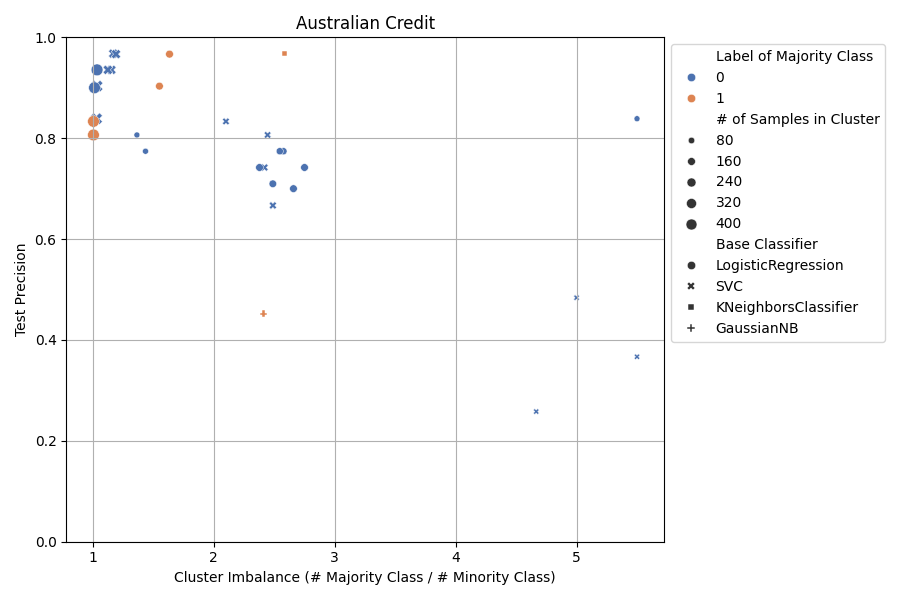 Australian Credit
Test Precision
1.0
0.8
0.6
0.4
0.2
0.0
1
2
3
4
5
Cluster Imbalance (# Majority Class / # Minority Class)
Label of Majority Class
0
1
# of Samples in Cluster
80
160
240
320
400
Base Classifier
LogisticRegression
SVC
KNeighborsClassifier
GaussianNB